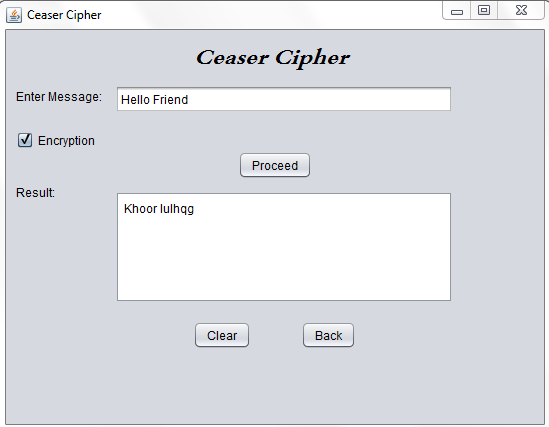 Ceaser Cipher
Ceaser Cipher
Enter Message: Hello Friend
Encryption
Proceed
Result:
Khoor Iulhqg
Clear Back